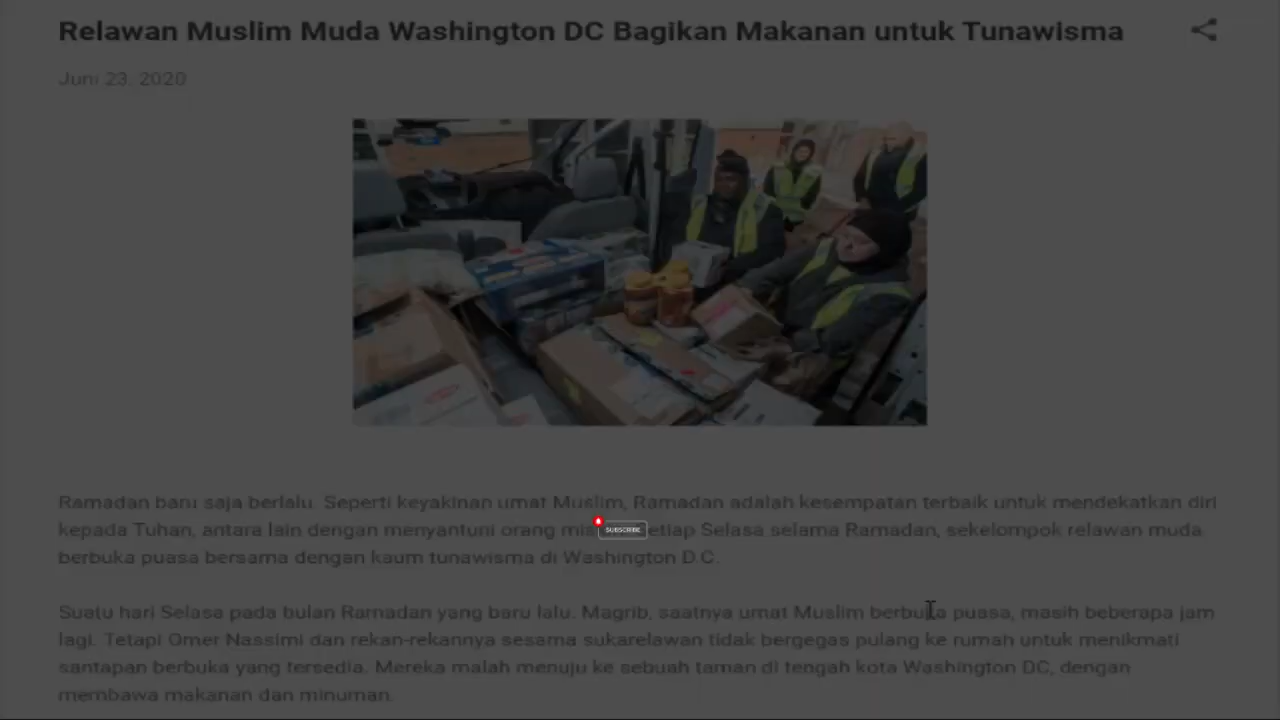 Relawan Muslim Muda Washington DC Bagikan Makanan untuk Tunawisma
Juni 23, 2020
Ramadan baru saja berlalu. Seperti keyakinan umat Muslim, Ramadan adalah kesempatan terbaik untuk mendekatkan diri
kepada Tuhan, antara lain dengan menyantuni orang setiap Selasa selama Ramadan, sekelompok relawan muda
SUBSCRIBE
berbuka puasa bersama dengan kaum tunawisma di Washington D.C.
Suatu hari Selasa pada bulan Ramadan yang baru lalu. Magrib, saatnya umat Muslim berbuka puasa, masih beberapa jam
lagi. Tetapi Omer Nassimi dan rekan-rekannya sesama sukarelawan tidak bergegas pulang ke rumah untuk menikmati
santapan berbuka yang tersedia. Mereka malah menuju ke sebuah taman di tengah kota Washington DC, dengan
membawa makanan dan minuman.